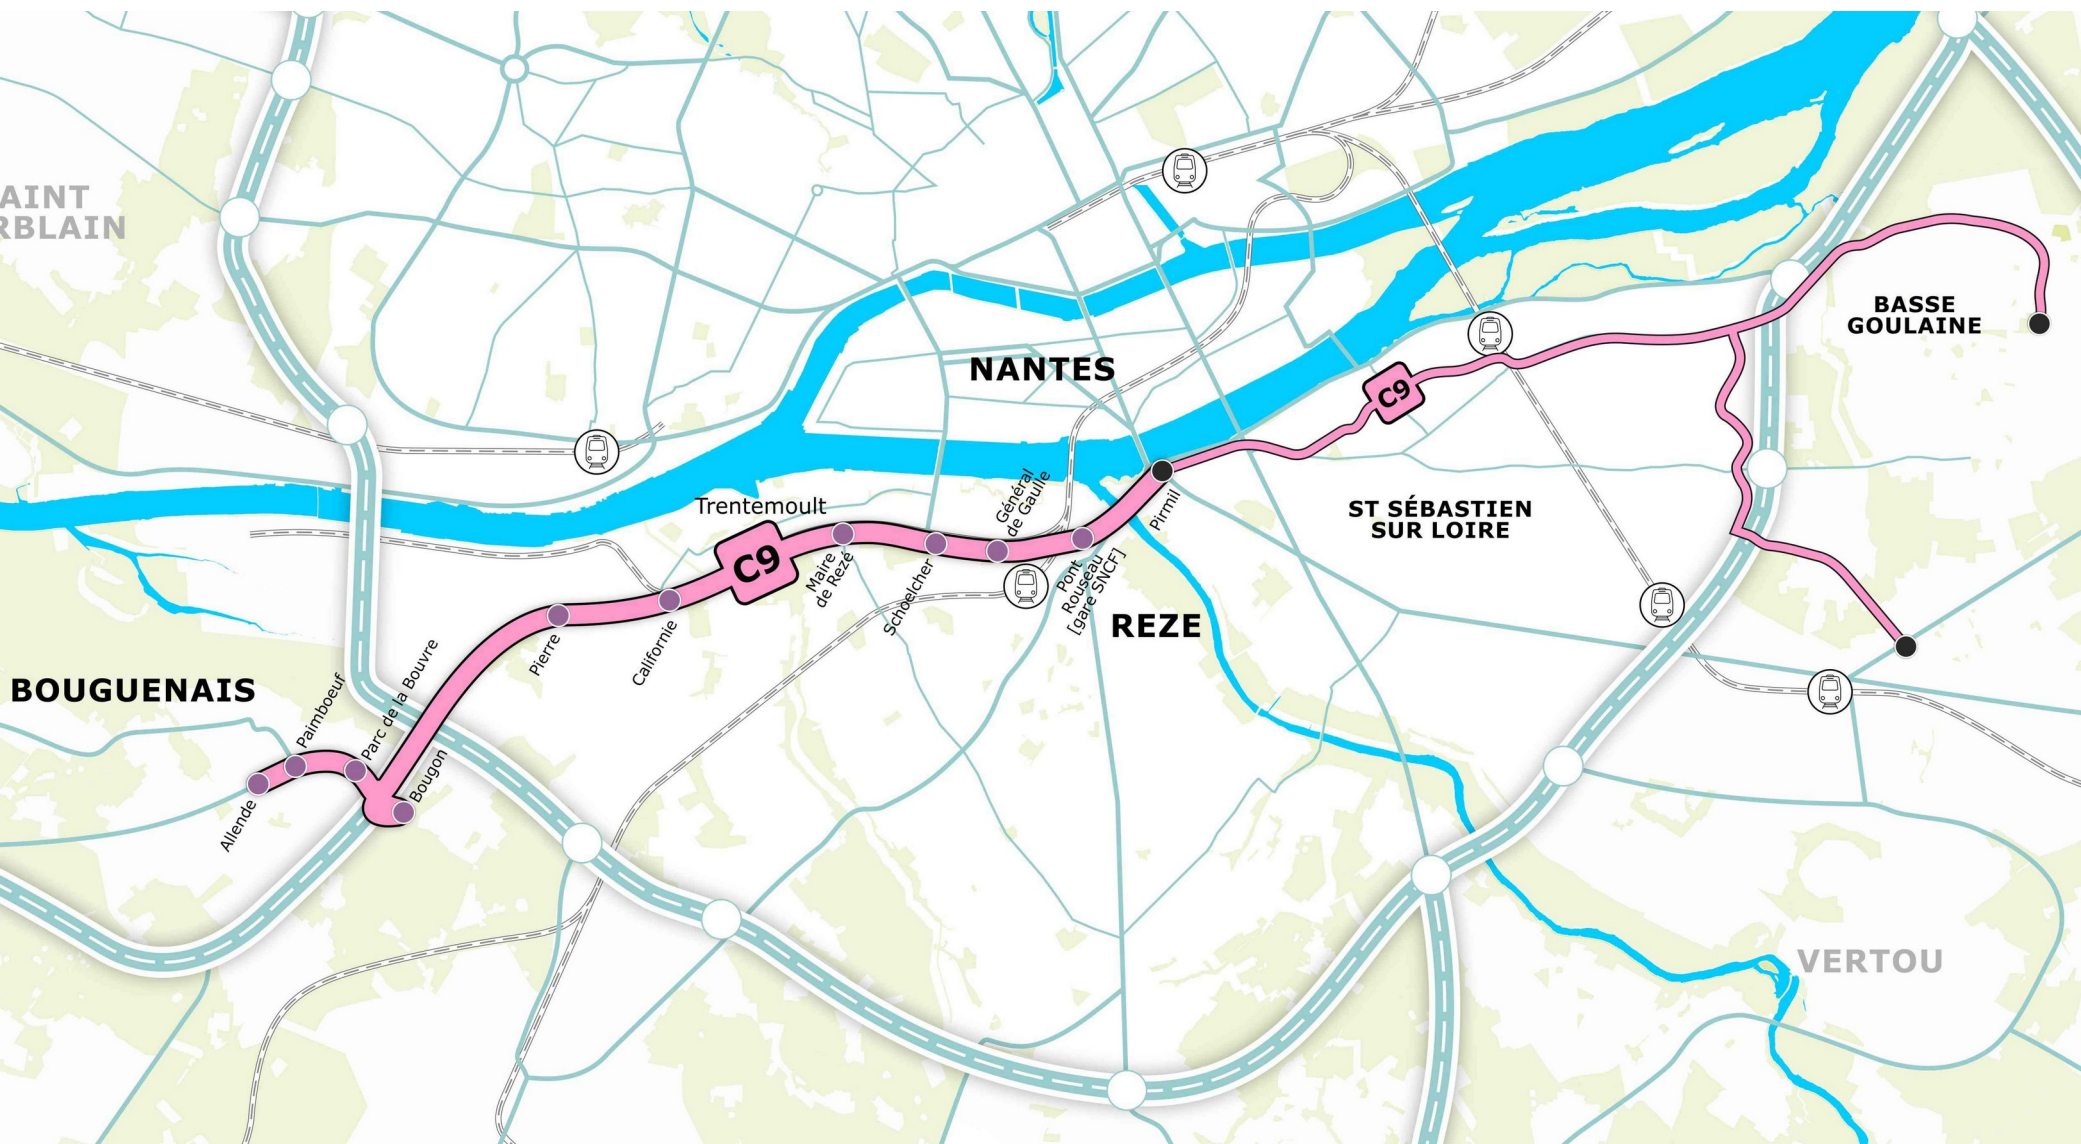 AINT
RBLAIN
BASSE
GOULAINE
NANTES
C9
Général
de Gaulle
Trentemoult
Pirmil
ST SÉBASTIEN
SUR LOIRE
C9
Maire
de Rezé
Schoelcher
Pont
Rouseau
[gare SNCF]
REZE
Pierre
Californie
BOUGUENAIS
Paimboeuf
Parc de la Bouvre
Bougon
Allende
VERTOU